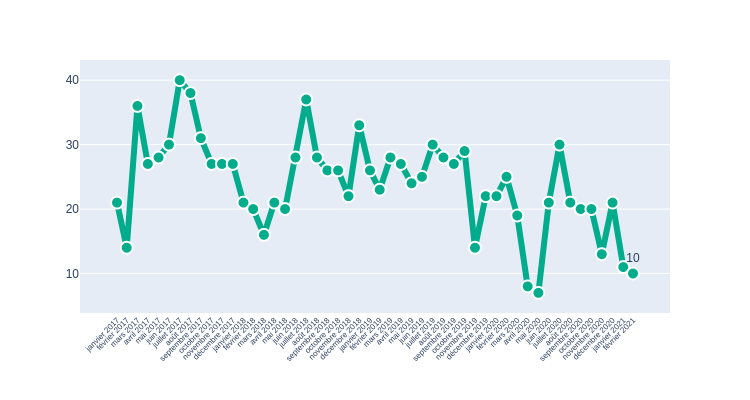 40
30
20
10
10
janvier 2017
février 2017
mars 2017
avril 2017
mai 2017
juin 2017
juillet 2017
août 2017
septembre 2017
octobre 2017
novembre 2017
décembre 2017
janvier 2018
février 2018
mars 2018
avril 2018
mai 2018
juin 2018
juillet 2018
août 2018
septembre 2018
octobre 2018
novembre 2018
décembre 2018
janvier 2019
février 2019
mars 2019
avril 2019
mai 2019
juin 2019
juillet 2019
août 2019
septembre 2019
octobre 2019
novembre 2019
décembre 2019
janvier 2020
février 2020
mars 2020
avril 2020
mai 2020
juin 2020
juillet 2020
août 2020
septembre 2020
octobre 2020
novembre 2020
décembre 2020
janvier 2021
février 2021